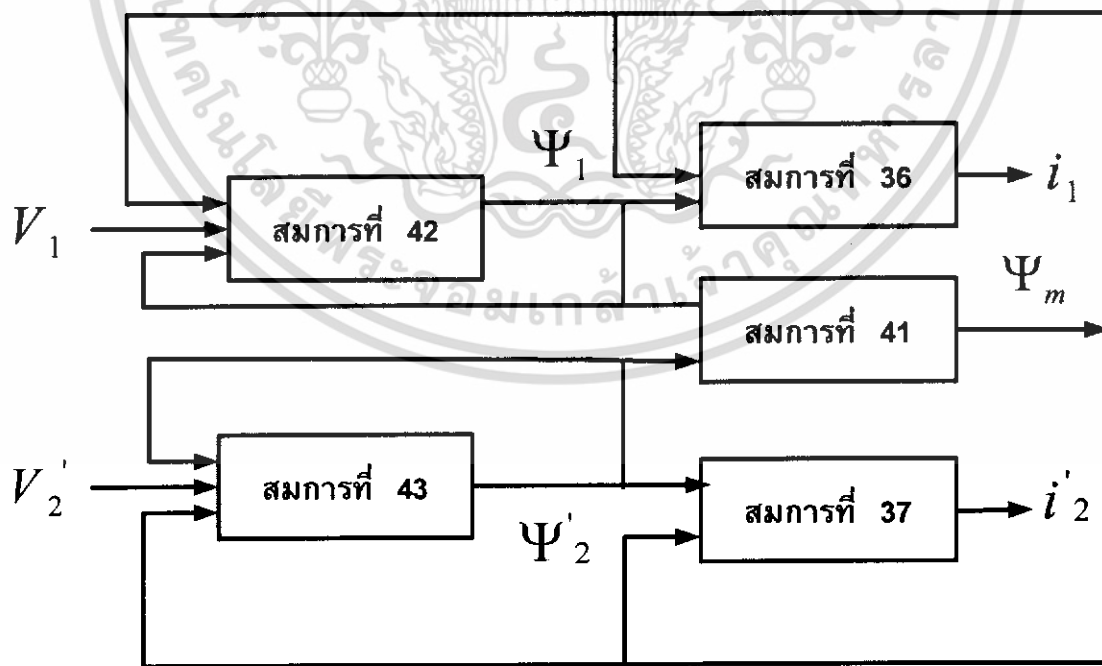 Ψ₁
สมการที่ 36
i₁
V₁
สมการที่ 42
Ψₘ
สมการที่ 41
V₂'
สมการที่ 43
สมการที่ 37
i'₂
Ψ'₂